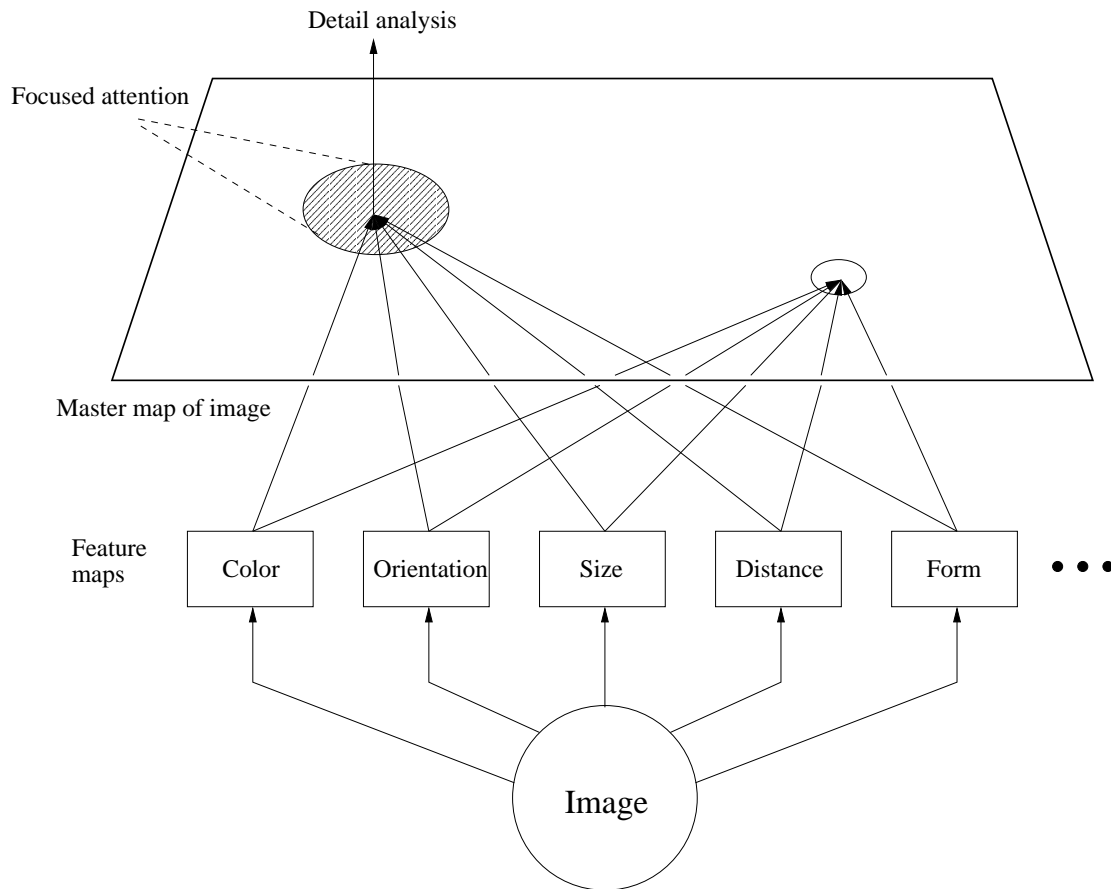 Detail analysis
Focused attention
Master map of image
Feature
maps
Color
Orientation
Size
Distance
Form
Image